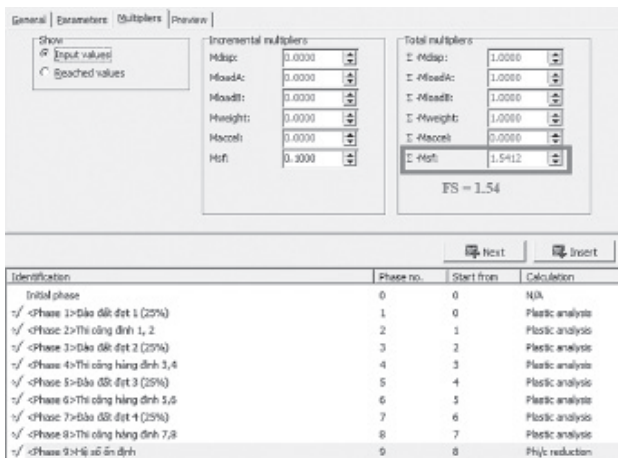 General Parameters Multipliers Preview
Show
Input values
Reached values
Incremental multipliers
Mdisp: 0.0000
MloadA: 0.0000
MloadB: 0.0000
Mweight: 0.0000
Maccel: 0.0000
Msf: 0.1000
Total multipliers
Σ -Mdisp: 1.0000
Σ -MloadA: 1.0000
Σ -MloadB: 1.0000
Σ -Mweight: 1.0000
Σ -Maccel: 0.0000
Σ -Msf: 1.5412
FS = 1.54
Next Insert
Identification Phase no. Start from Calculation
Initial phase 0 0 N/A
<Phase 1>Đào đất đợt 1 (25%) 1 0 Plastic analysis
<Phase 2>Thi công đinh 1, 2 2 1 Plastic analysis
<Phase 3>Đào đất đợt 2 (25%) 3 2 Plastic analysis
<Phase 4>Thi công hàng đinh 3,4 4 3 Plastic analysis
<Phase 5>Đào đất đợt 3 (25%) 5 4 Plastic analysis
<Phase 6>Thi công hàng đinh 5,6 6 5 Plastic analysis
<Phase 7>Đào đất đợt 4 (25%) 7 6 Plastic analysis
<Phase 8>Thi công hàng đinh 7,8 8 7 Plastic analysis
<Phase 9>Hệ số ổn định 9 8 Phi/c reduction